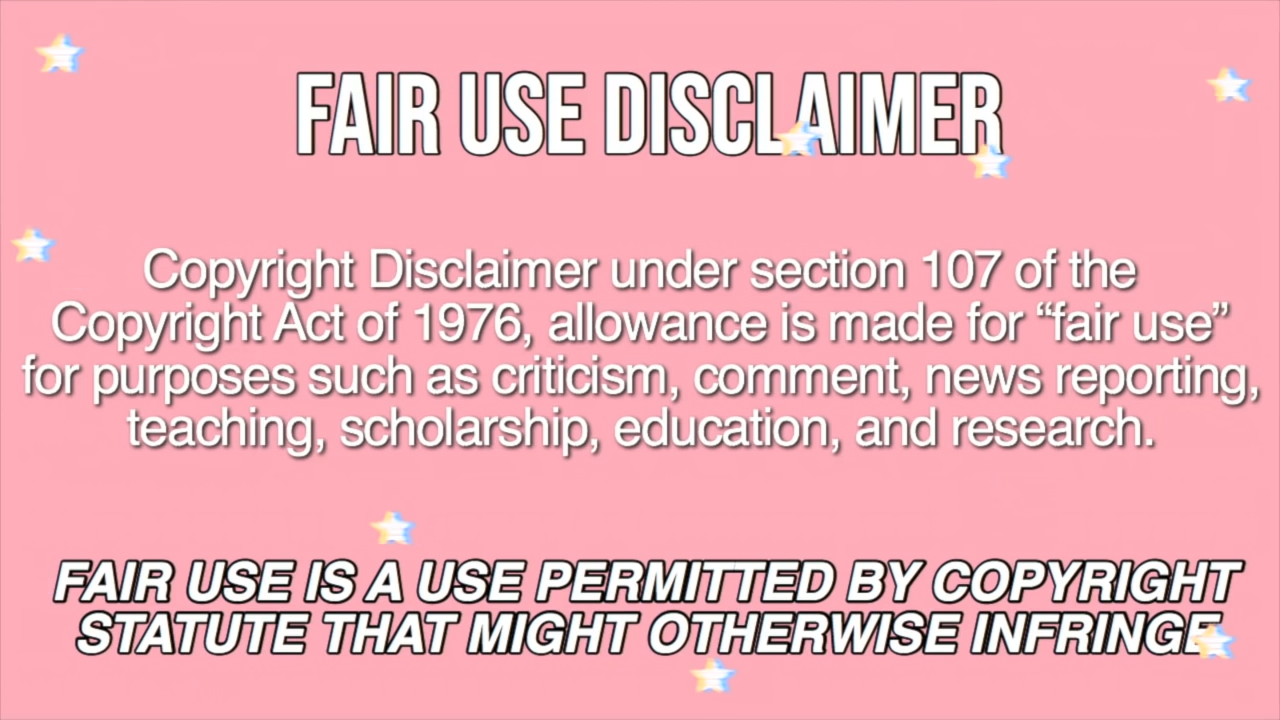 FAIR USE DISCLAIMER
Copyright Disclaimer under section 107 of the
Copyright Act of 1976, allowance is made for “fair use”
for purposes such as criticism, comment, news reporting,
teaching, scholarship, education, and research.
FAIR USE IS A USE PERMITTED BY COPYRIGHT
STATUTE THAT MIGHT OTHERWISE INFRINGE